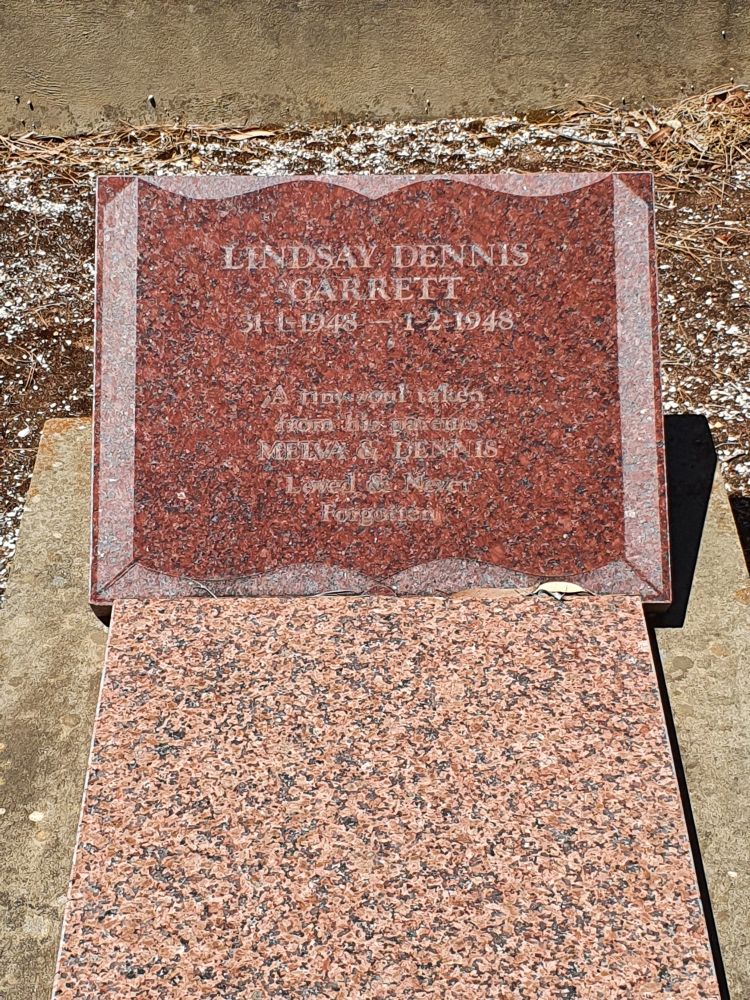 LINDSAY DENNIS
GARRETT
31-1-1948 — 1-2-1948
A tiny soul taken
from his parents
MELVA & DENNIS
Loved & Never
Forgotten